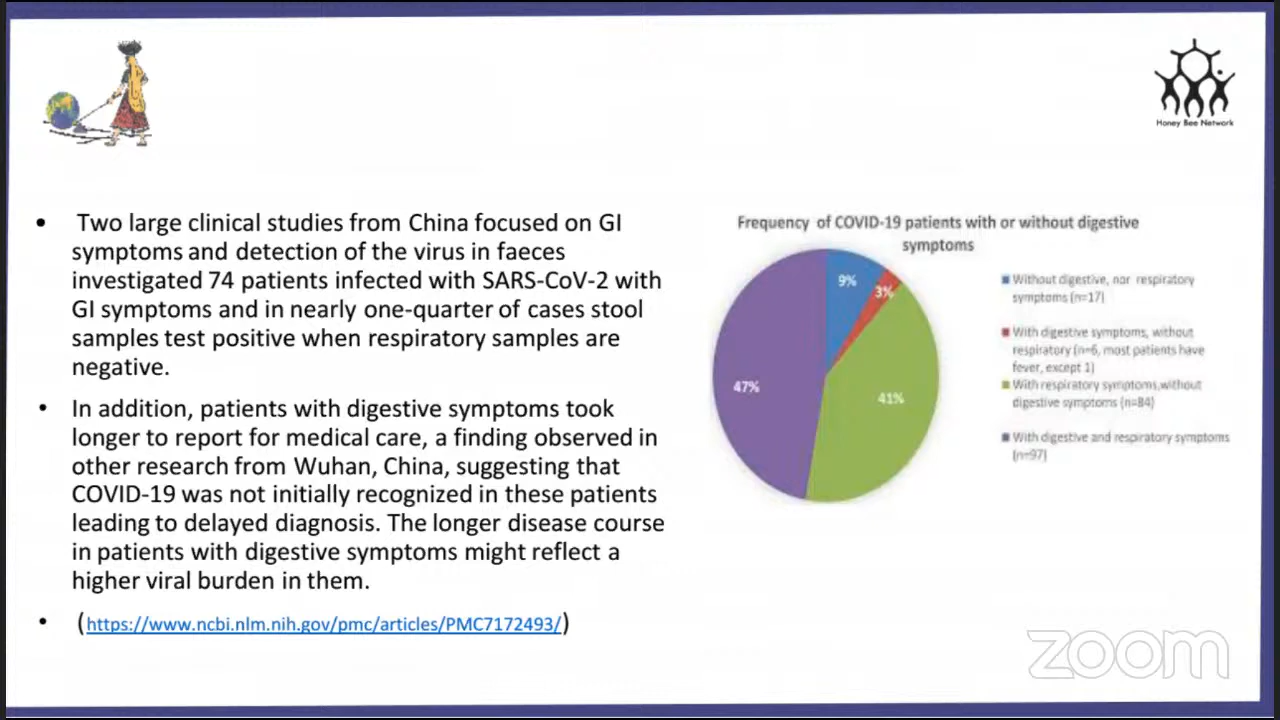 Honey Bee Network
• Two large clinical studies from China focused on GI
symptoms and detection of the virus in faeces
investigated 74 patients infected with SARS-CoV-2 with
GI symptoms and in nearly one-quarter of cases stool
samples test positive when respiratory samples are
negative.
• In addition, patients with digestive symptoms took
longer to report for medical care, a finding observed in
other research from Wuhan, China, suggesting that
COVID-19 was not initially recognized in these patients
leading to delayed diagnosis. The longer disease course
in patients with digestive symptoms might reflect a
higher viral burden in them.
• (https://www.ncbi.nlm.nih.gov/pmc/articles/PMC7172493/)
Frequency of COVID-19 patients with or without digestive
symptoms
9%
3%
41%
47%
Without digestive, nor respiratory
symptoms (n=17)
With digestive symptoms, without
respiratory (n=6, most patients have
fever, except 1)
With respiratory symptoms,without
digestive symptoms (n=84)
With digestive and respiratory symptoms
(n=97)
zoom